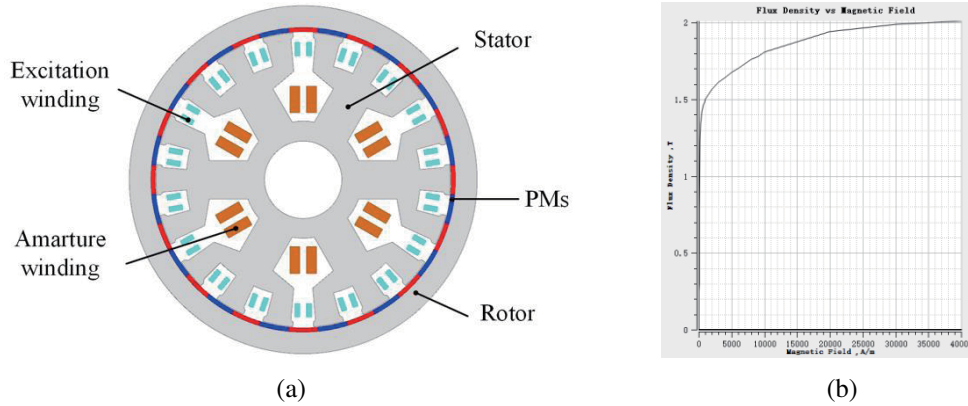 Excitation
winding
Stator
PMs
Amarture
winding
Rotor
(a)
Flux Density vs Magnetic Field
2
1.5
1
0.5
0
Flux Density ,T
0 5000 10000 15000 20000 25000 30000 35000 4000
Magnetic Field ,A/m
(b)